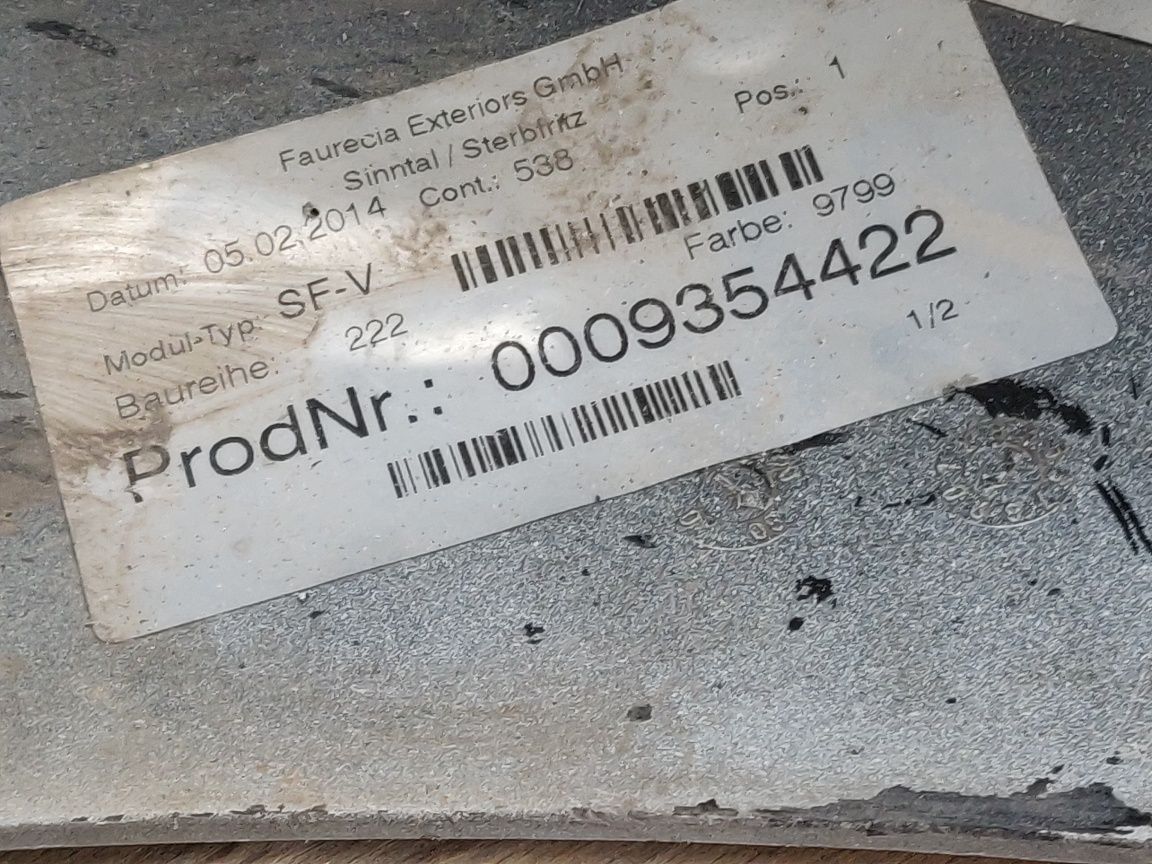 Faurecia Exteriors GmbH
Sinntal / Sterbfritz
Pos.: 1
Datum: 05.02.2014 Cont.: 538
Modul-Typ: SF-V
Baureihe: 222 Farbe: 9799
ProdNr.: 0009354422
1/2